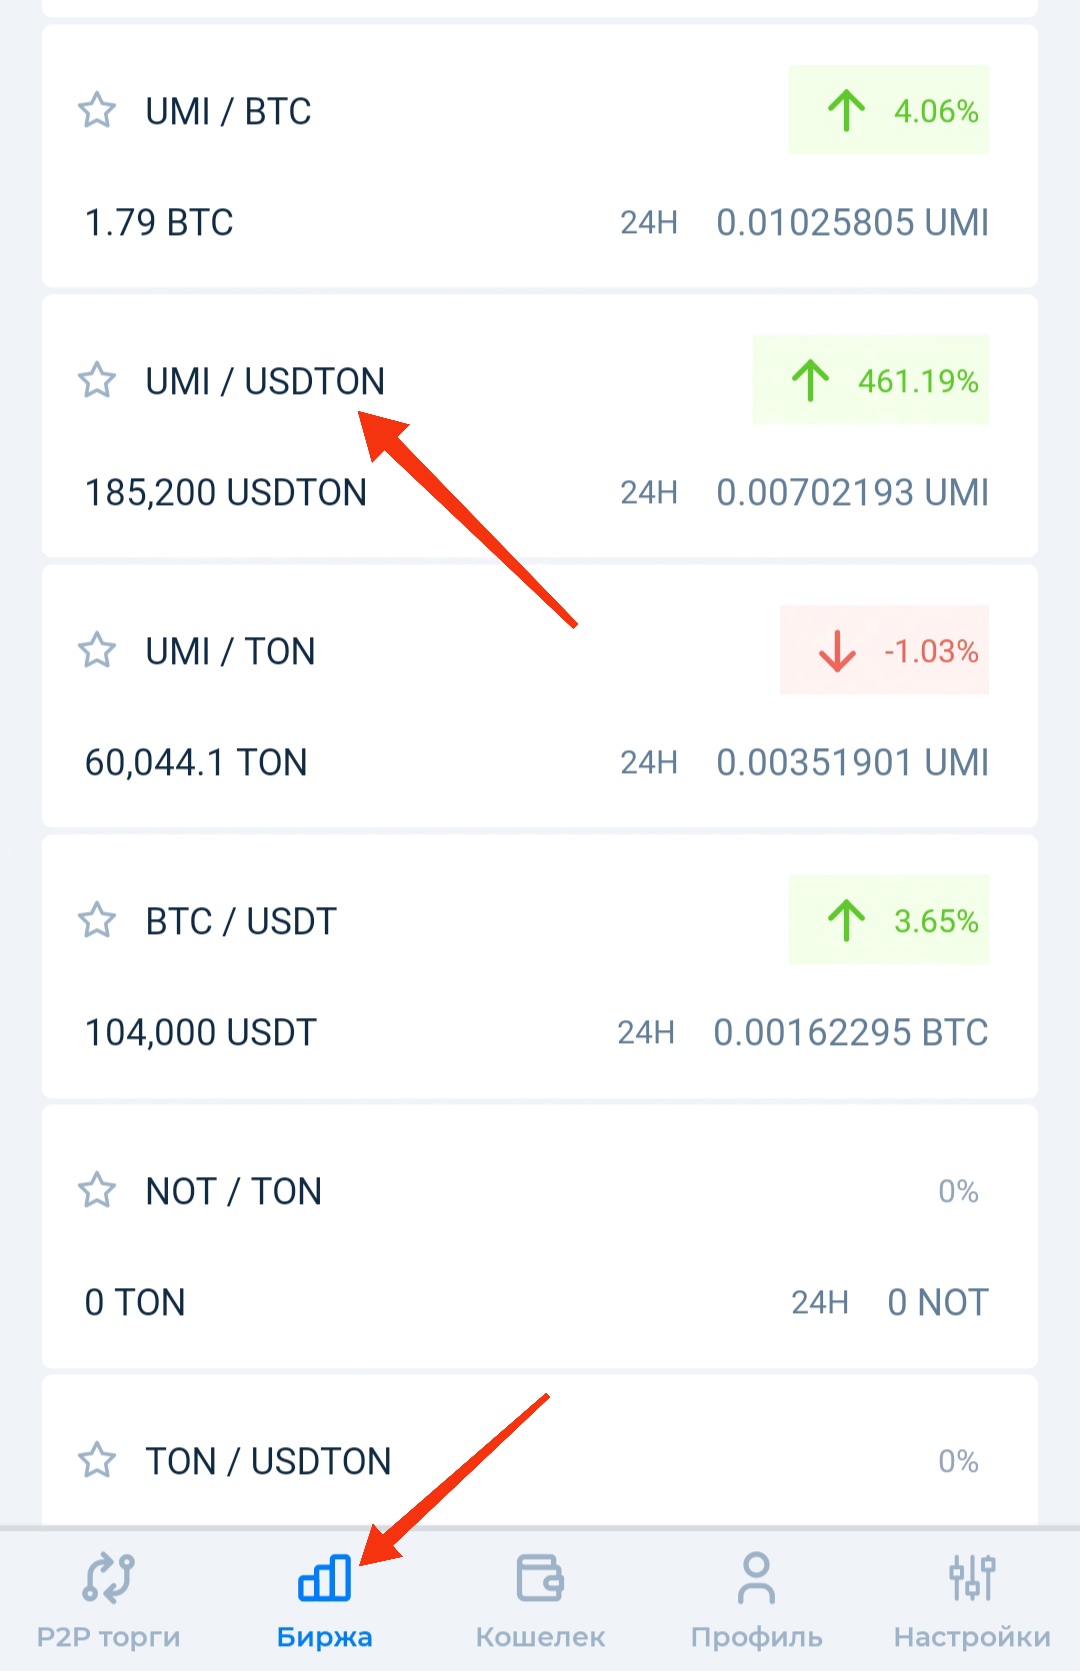 UMI / BTC
4.06%
1.79 BTC
24H 0.01025805 UMI
UMI / USDTON
461.19%
185,200 USDTON
24H 0.00702193 UMI
UMI / TON
-1.03%
60,044.1 TON
24H 0.00351901 UMI
BTC / USDT
3.65%
104,000 USDT
24H 0.00162295 BTC
NOT / TON
0%
0 TON
24H 0 NOT
TON / USDTON
0%
P2P торги
Биржа
Кошелек
Профиль
Настройки